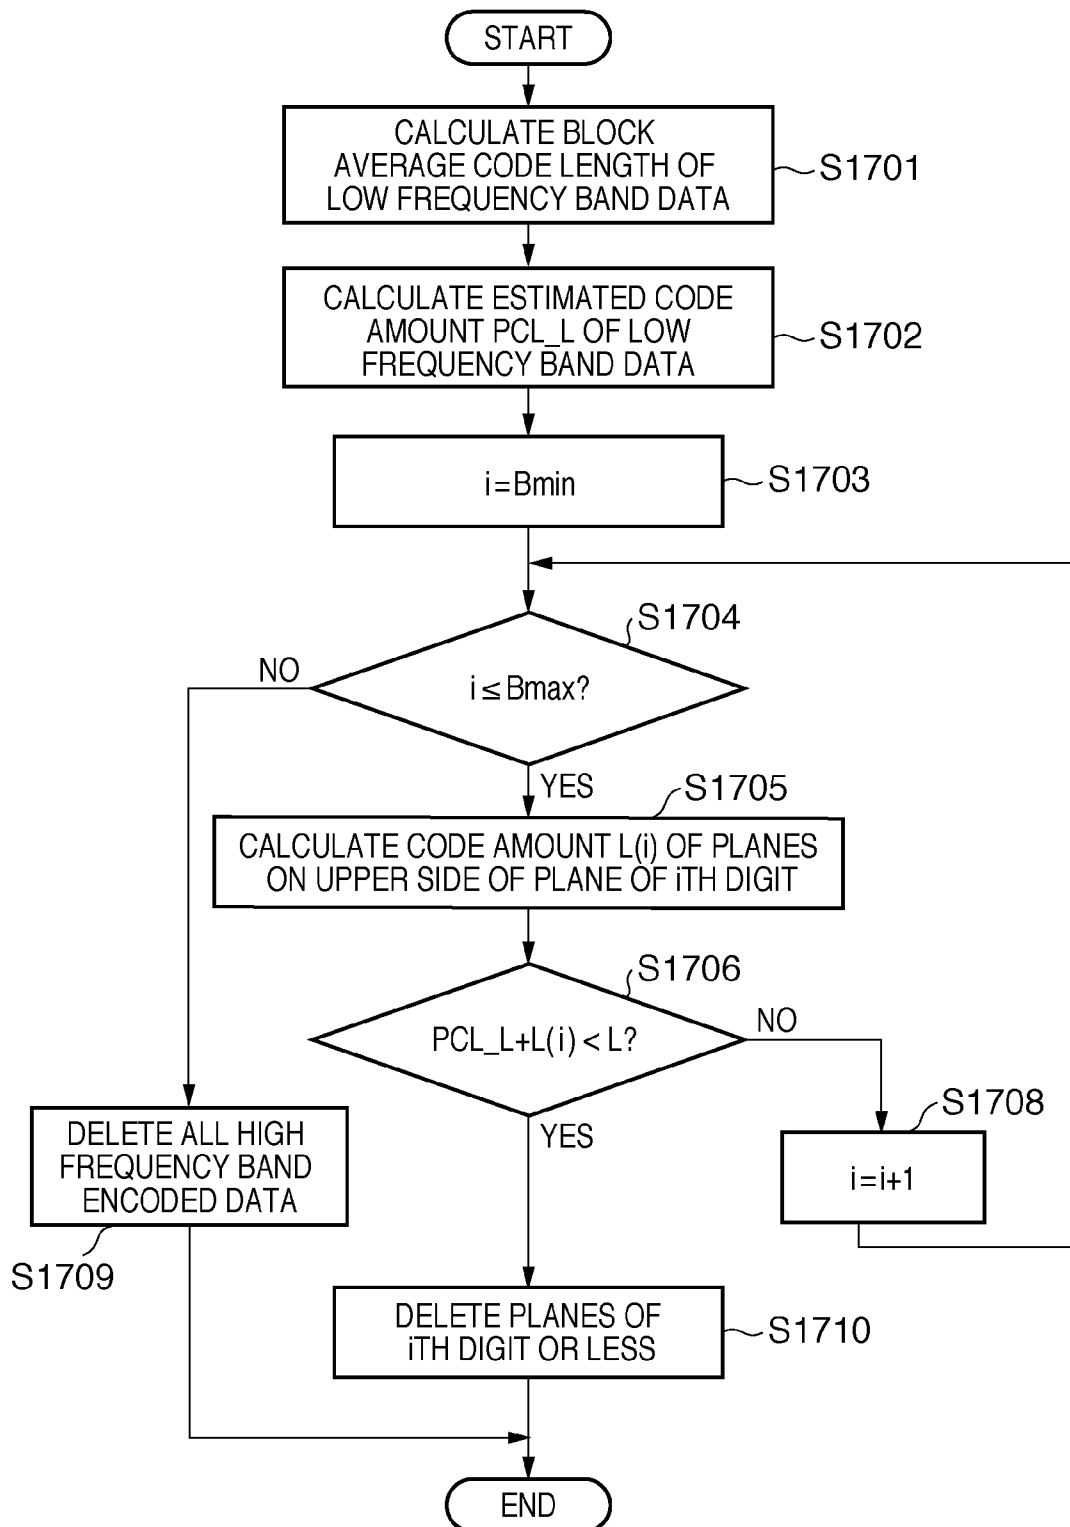 START
CALCULATE BLOCK
AVERAGE CODE LENGTH OF
LOW FREQUENCY BAND DATA
S1701
CALCULATE ESTIMATED CODE
AMOUNT PCL_L OF LOW
FREQUENCY BAND DATA
S1702
i=Bmin
S1703
S1704
i≤Bmax?
NO
YES
S1705
CALCULATE CODE AMOUNT L(i) OF PLANES
ON UPPER SIDE OF PLANE OF iTH DIGIT
S1706
PCL_L+L(i)<L?
NO
YES
S1708
i=i+1
DELETE ALL HIGH
FREQUENCY BAND
ENCODED DATA
S1709
DELETE PLANES OF
iTH DIGIT OR LESS
S1710
END